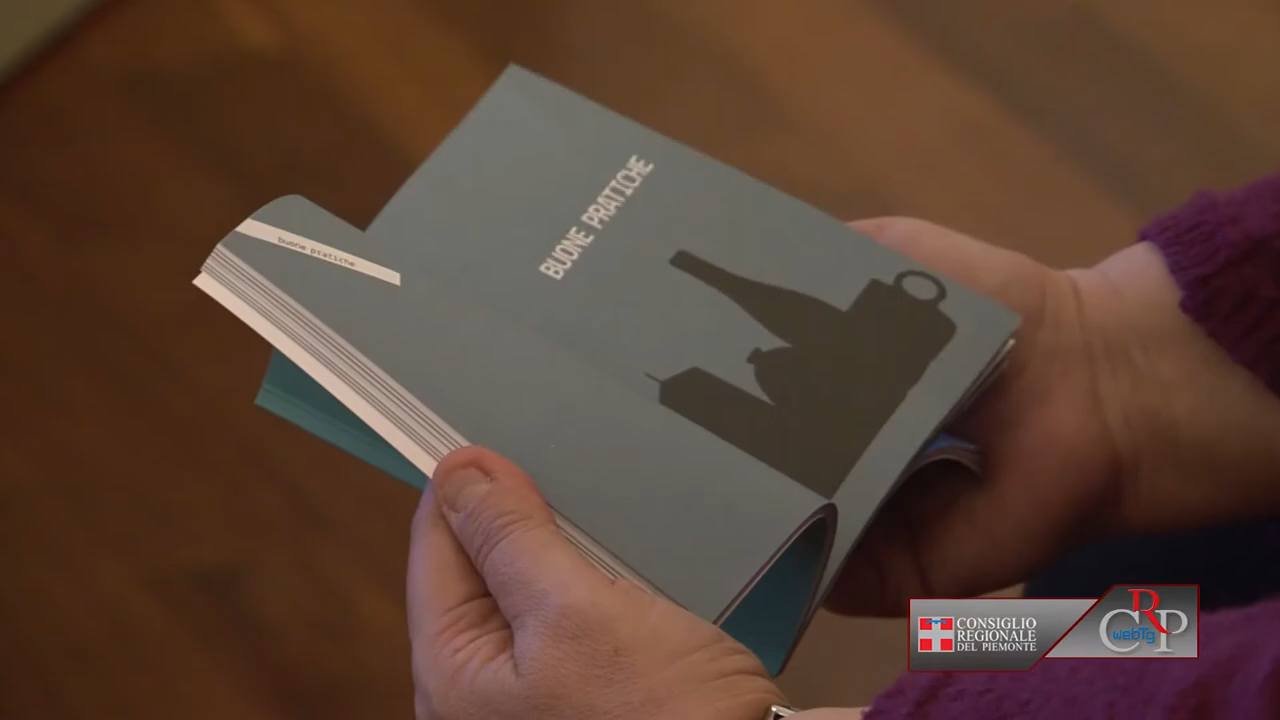 BUONE PRATICHE
buone pratiche
CONSIGLIO
REGIONALE
DEL PIEMONTE
CRP
webTg